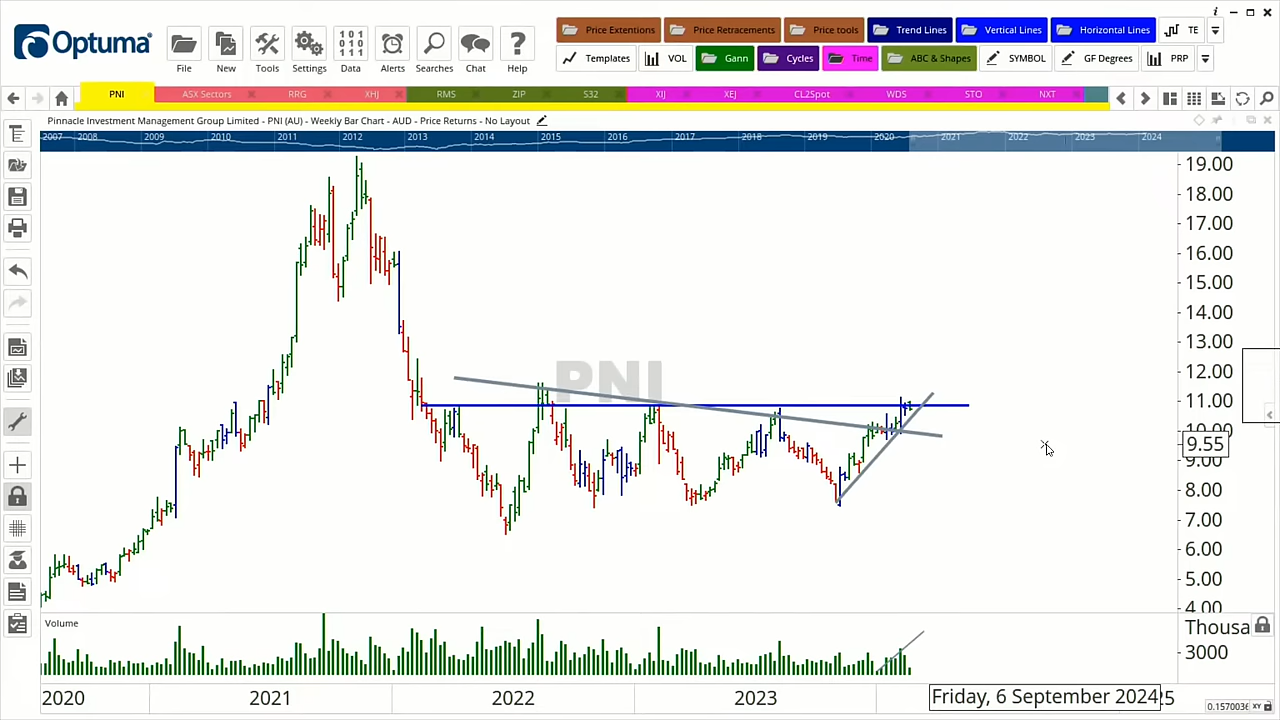 Optuma
File
New
Tools
Settings
Data
Alerts
Searches
Chat
Help
Price Extentions
Price Retracements
Price tools
Trend Lines
Vertical Lines
Horizontal Lines
TE
Templates
VOL
Gann
Cycles
Time
ABC & Shapes
SYMBOL
GF Degrees
PRP
PNI
ASX Sectors
RRG
XHJ
RMS
ZIP
S32
XIJ
XEJ
CL2Spot
WDS
STO
NXT
Pinnacle Investment Management Group Limited - PNI (AU) - Weekly Bar Chart - AUD - Price Returns - No Layout
2007 2008 2009 2010 2011 2012 2013 2014 2015 2016 2017 2018 2019 2020 2021 2022 2023 2024
19.00
18.00
17.00
16.00
15.00
14.00
13.00
12.00
11.00
10.00
9.55
9.00
8.00
7.00
6.00
5.00
4.00
PNI
Volume
Thousa
3000
2020 2021 2022 2023 Friday, 6 September 2024 25
0.1570036 XY